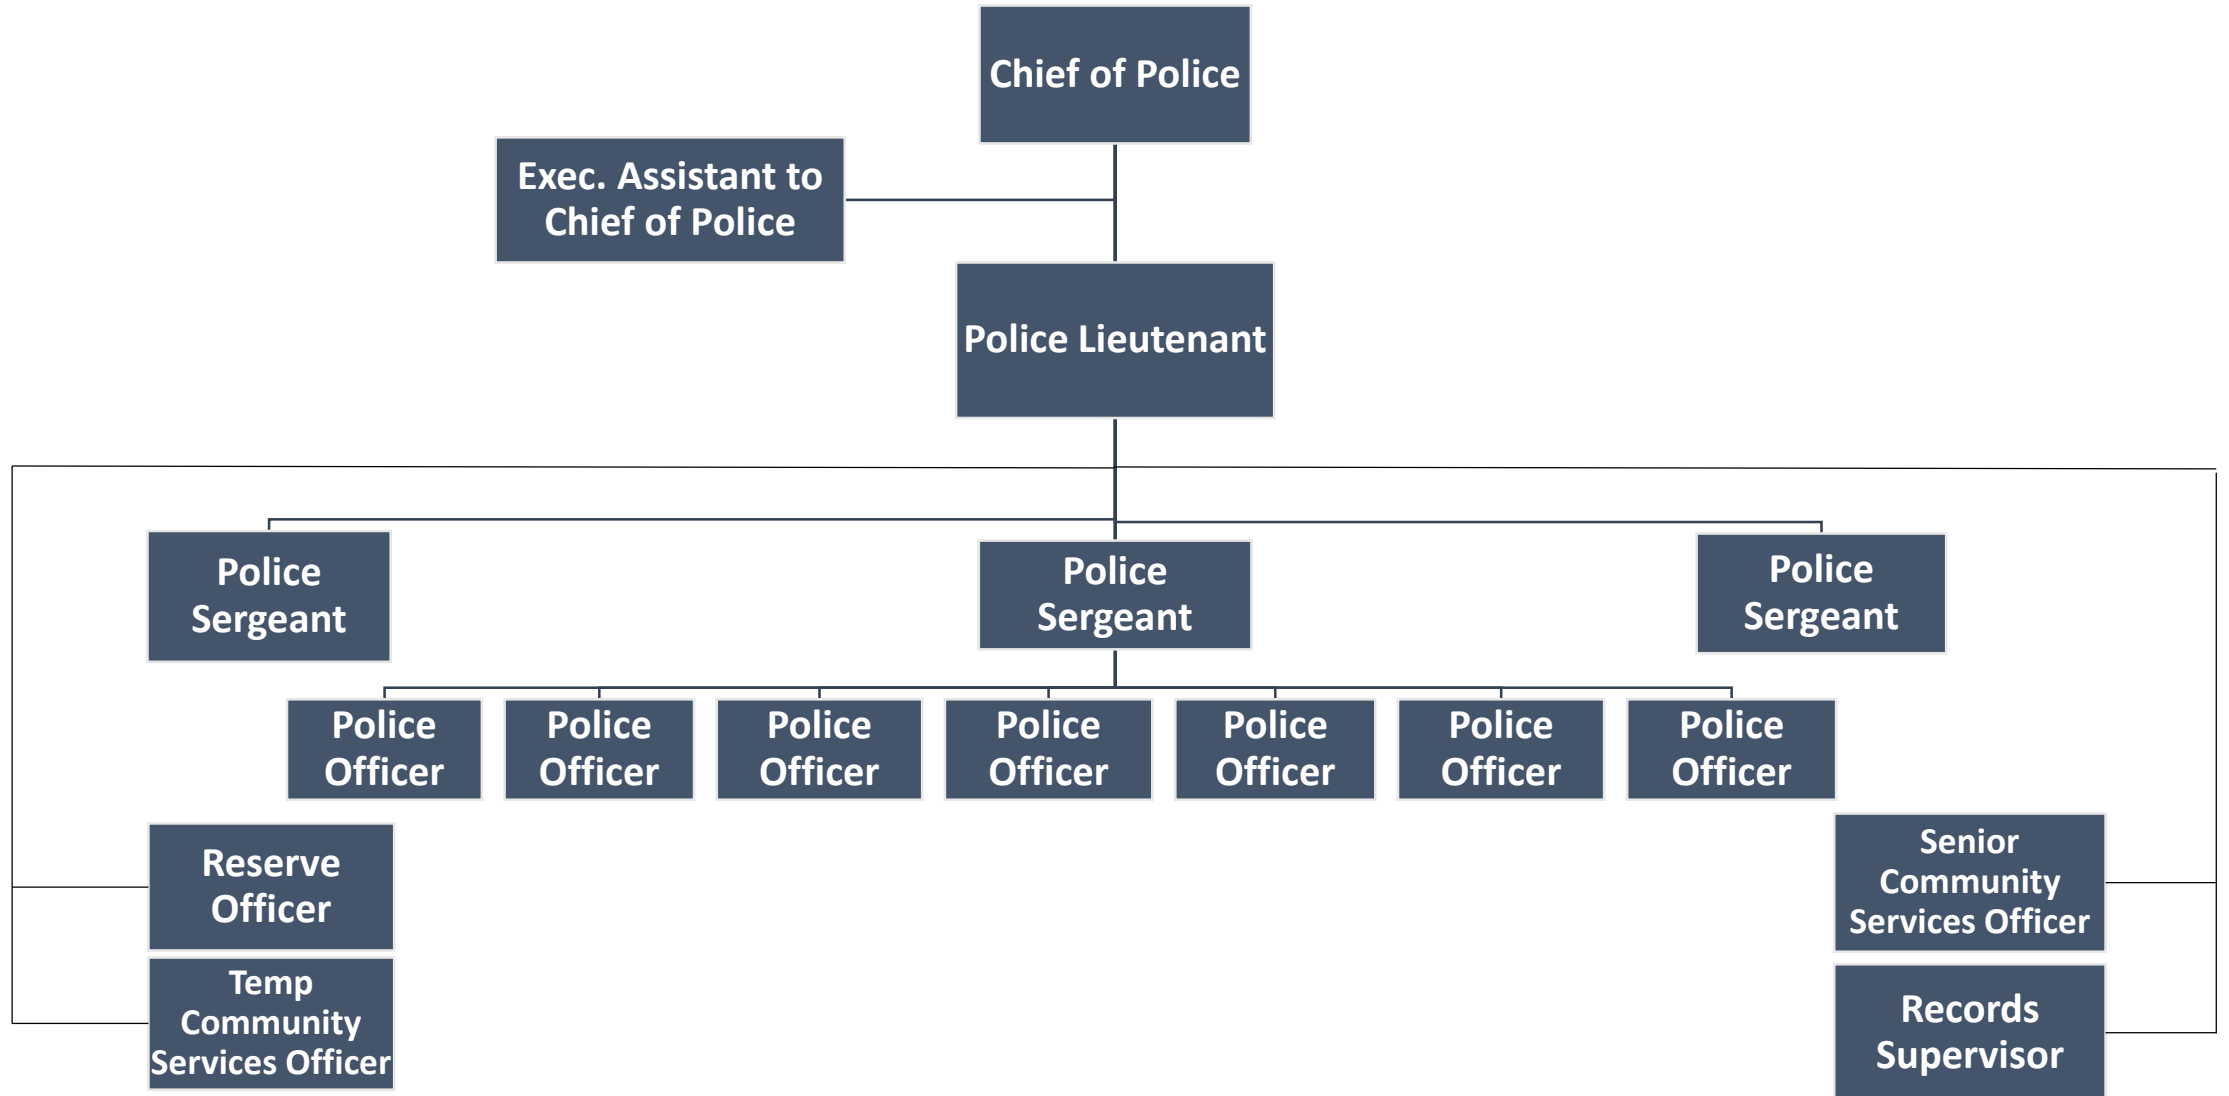 Chief of Police
Exec. Assistant to
Chief of Police
Police Lieutenant
Police
Sergeant
Police
Sergeant
Police
Sergeant
Police
Officer
Police
Officer
Police
Officer
Police
Officer
Police
Officer
Police
Officer
Police
Officer
Reserve
Officer
Senior
Community
Services Officer
Temp
Community
Services Officer
Records
Supervisor